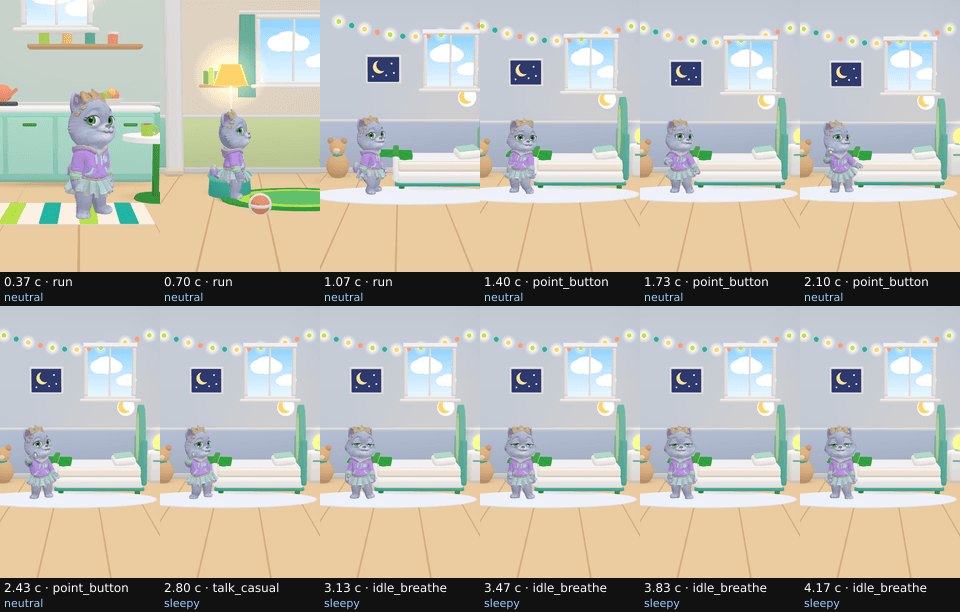 0.37 с · run
neutral
0.70 с · run
neutral
1.07 с · run
neutral
1.40 с · point_button
neutral
1.73 с · point_button
neutral
2.10 с · point_button
neutral
2.43 с · point_button
neutral
2.80 с · talk_casual
sleepy
3.13 с · idle_breathe
sleepy
3.47 с · idle_breathe
sleepy
3.83 с · idle_breathe
sleepy
4.17 с · idle_breathe
sleepy